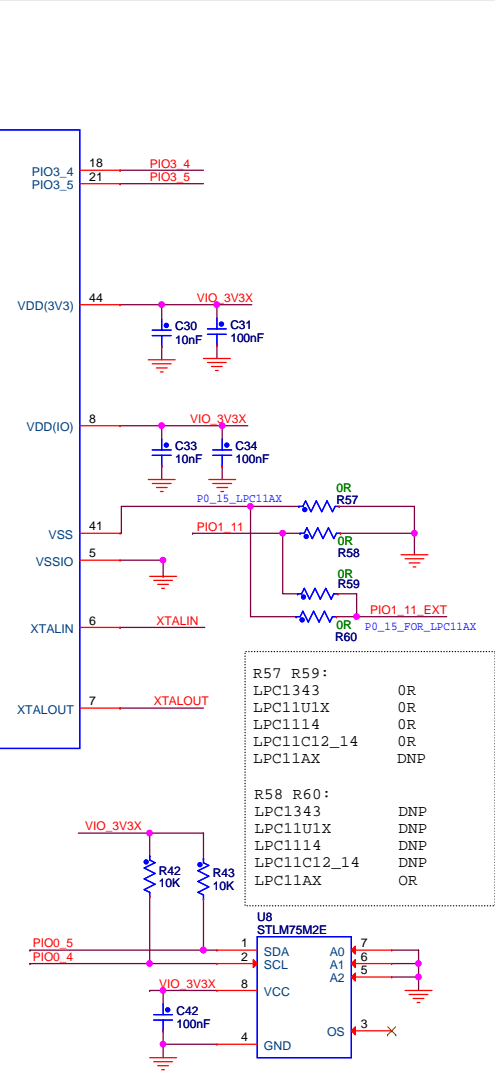 PIO3_4 18 PIO3_4
PIO3_5 21 PIO3_5
VDD(3V3) 44 VIO_3V3X
C30 C31
10nF 100nF
VDD(IO) 8 VIO_3V3X
C33 C34
10nF 100nF
P0_15_LPC11AX 0R
R57
VSS 41 PIO1_11
0R
R58
VSSIO 5
0R
R59
XTALIN 6 XTALIN
PIO1_11_EXT
0R P0_15_FOR_LPC11AX
R60
XTALOUT 7 XTALOUT
R57 R59:
LPC1343 0R
LPC11U1X 0R
LPC1114 0R
LPC11C12_14 0R
LPC11AX DNP
R58 R60:
LPC1343 DNP
LPC11U1X DNP
LPC1114 DNP
LPC11C12_14 DNP
LPC11AX OR
VIO_3V3X
R42 R43
10K 10K
U8
STLM75M2E
PIO0_5 1 SDA A0 7
PIO0_4 2 SCL A1 6
A2 5
VIO_3V3X 8 VCC
C42
100nF
OS 3
4 GND